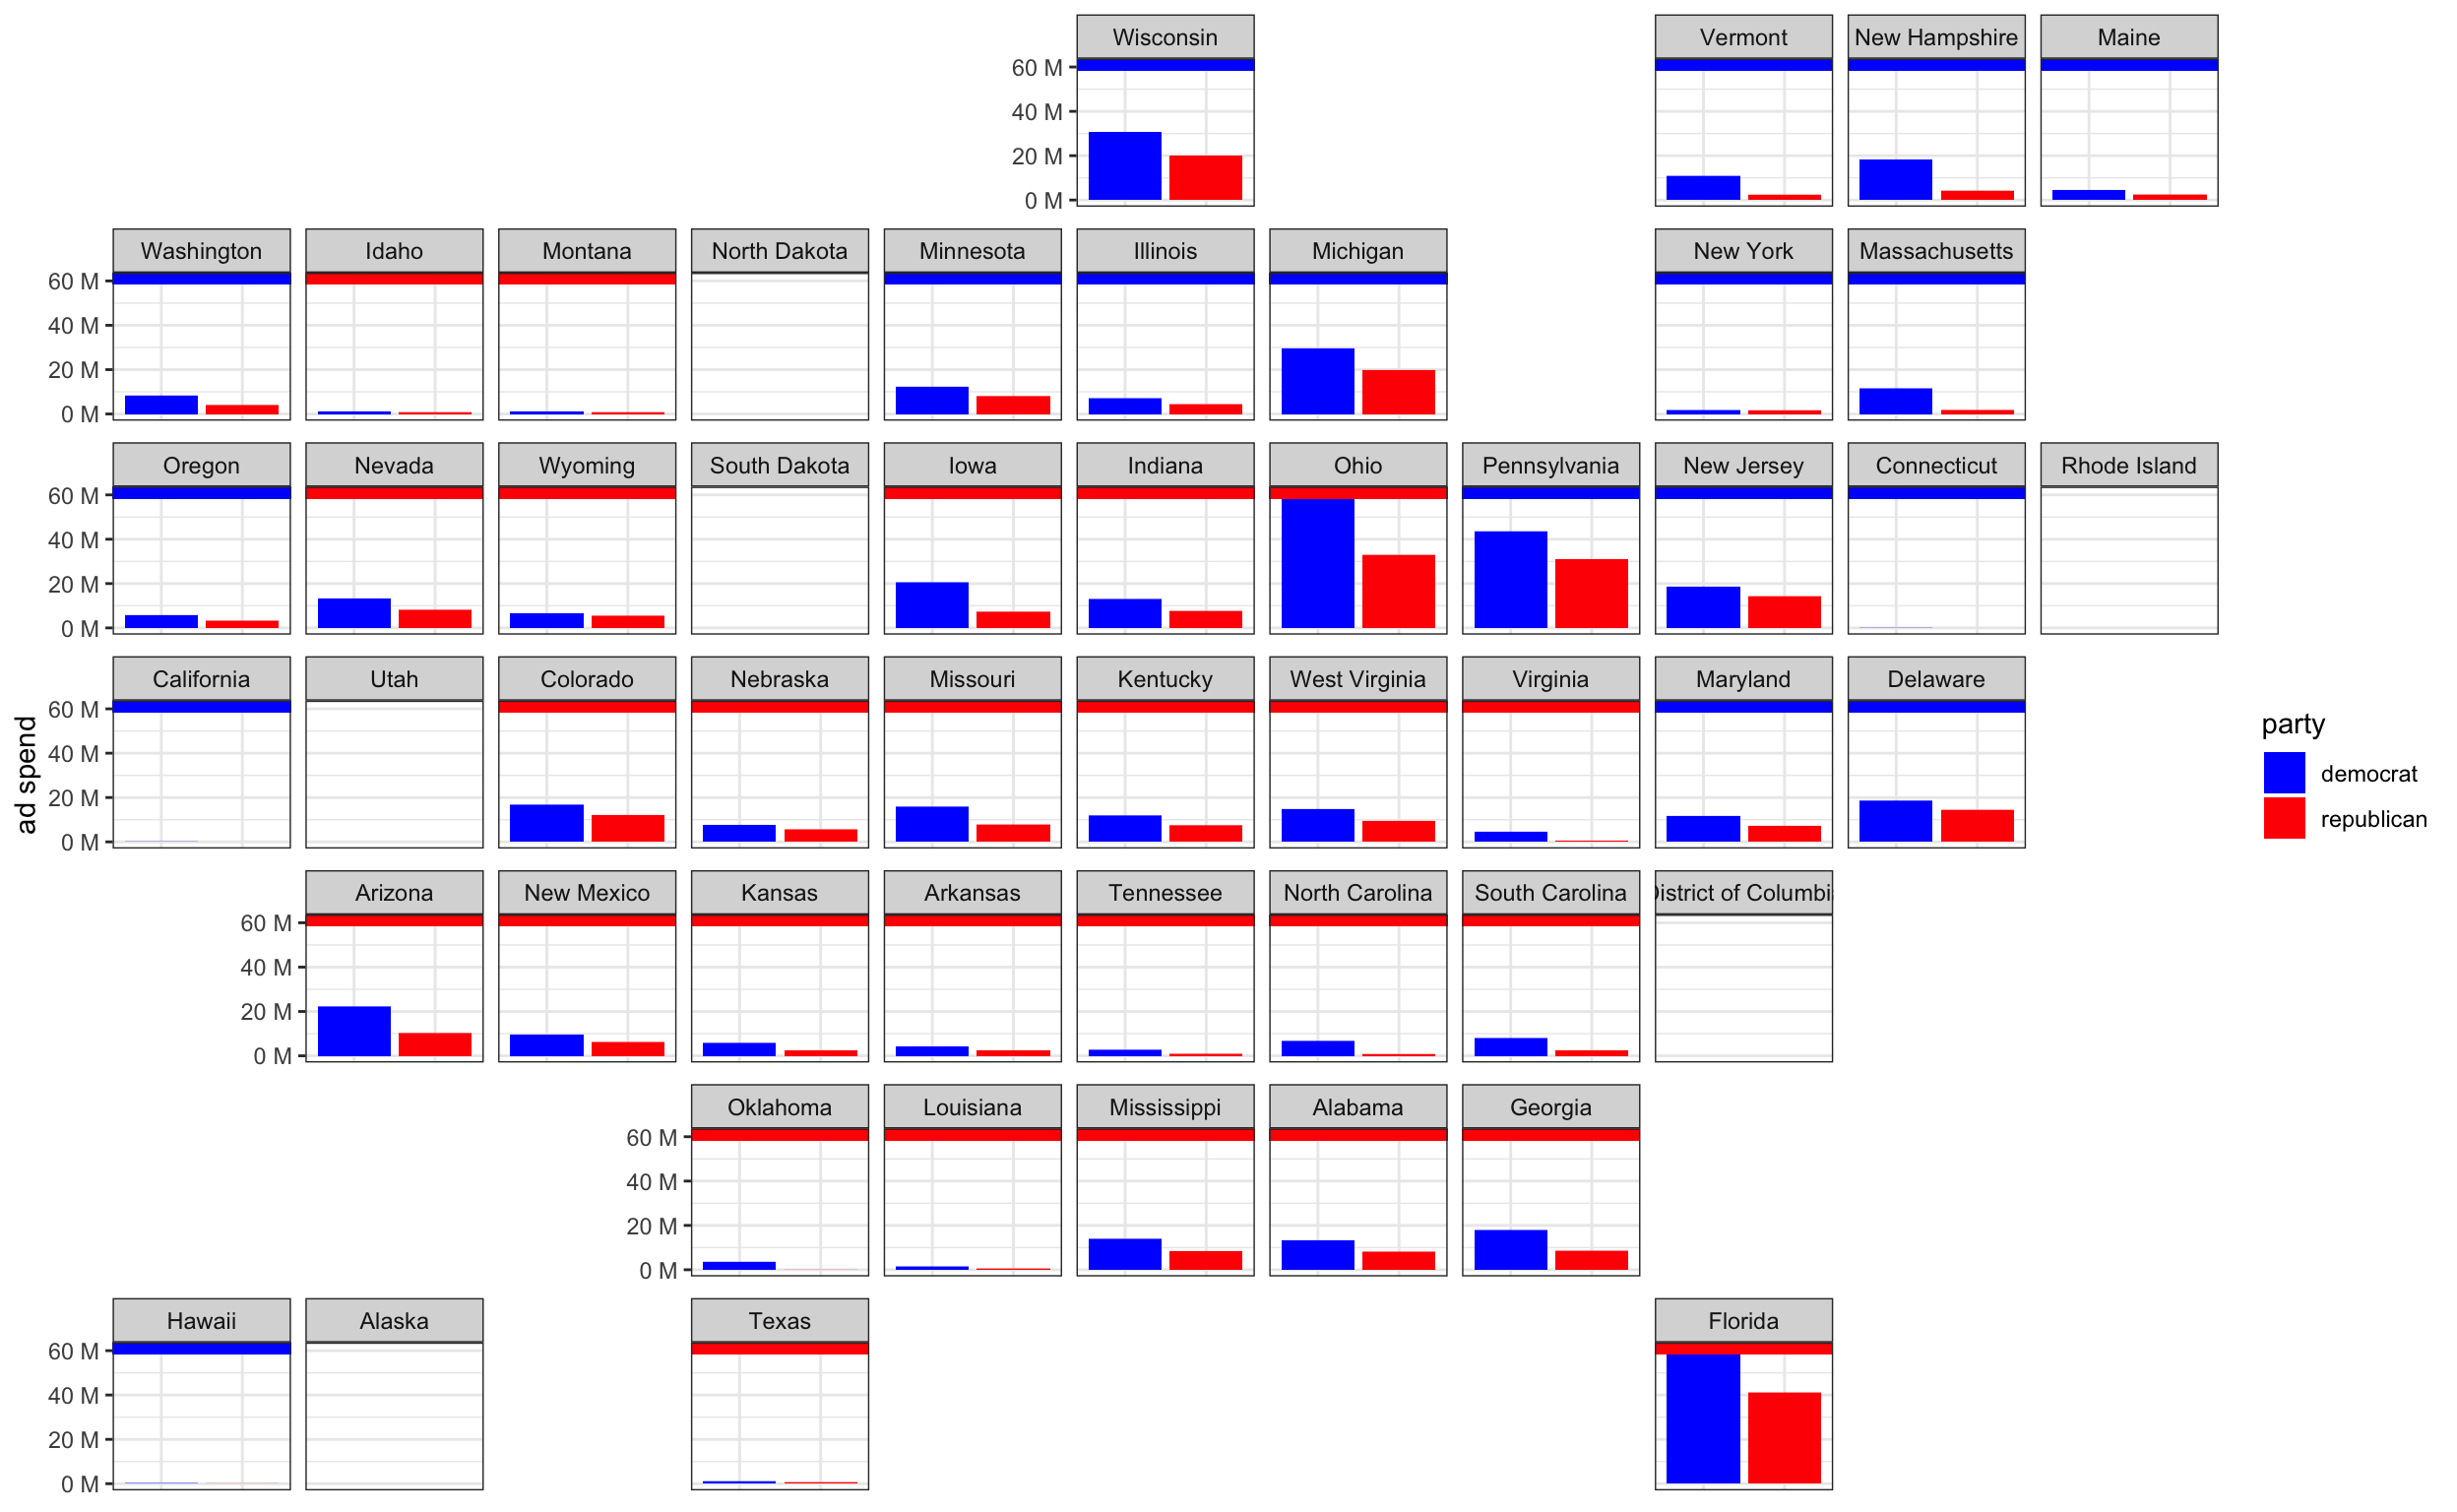 Wisconsin Vermont New Hampshire Maine
60 M
40 M
20 M
0 M
Washington Idaho Montana North Dakota Minnesota Illinois Michigan New York Massachusetts
60 M
40 M
20 M
0 M
Oregon Nevada Wyoming South Dakota Iowa Indiana Ohio Pennsylvania New Jersey Connecticut Rhode Island
60 M
40 M
20 M
0 M
California Utah Colorado Nebraska Missouri Kentucky West Virginia Virginia Maryland Delaware
60 M
40 M
20 M
0 M
ad spend
party
democrat
republican
Arizona New Mexico Kansas Arkansas Tennessee North Carolina South Carolina istrict of Columbi
60 M
40 M
20 M
0 M
Oklahoma Louisiana Mississippi Alabama Georgia
60 M
40 M
20 M
0 M
Hawaii Alaska Texas Florida
60 M
40 M
20 M
0 M